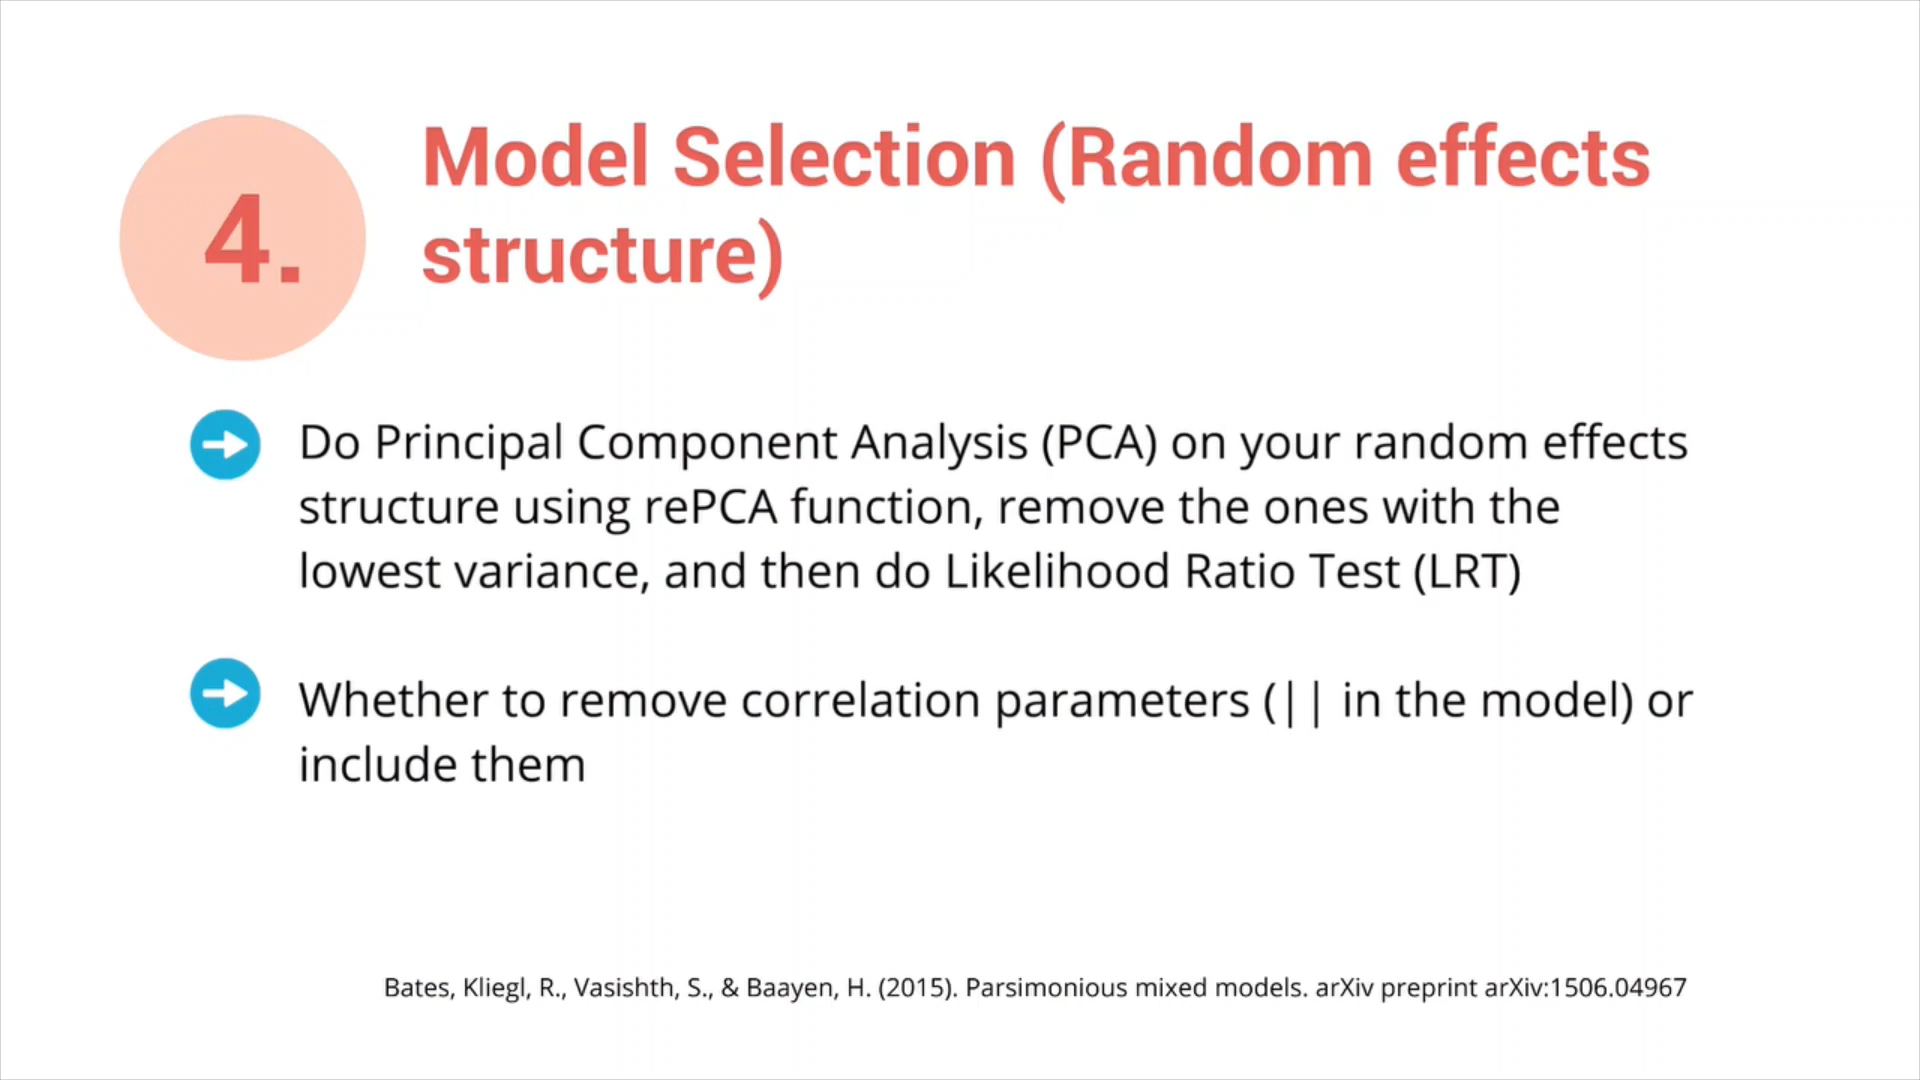 4.
Model Selection (Random effects
structure)
Do Principal Component Analysis (PCA) on your random effects
structure using rePCA function, remove the ones with the
lowest variance, and then do Likelihood Ratio Test (LRT)
Whether to remove correlation parameters (|| in the model) or
include them
Bates, Kliegl, R., Vasishth, S., & Baayen, H. (2015). Parsimonious mixed models. arXiv preprint arXiv:1506.04967